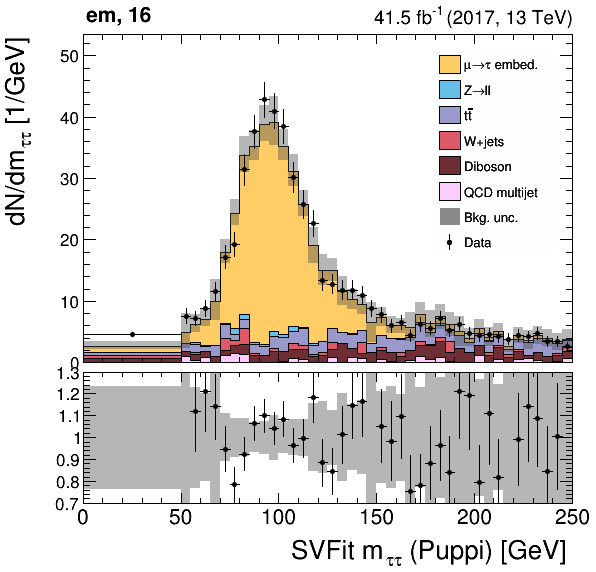 em, 16
41.5 fb⁻¹ (2017, 13 TeV)
dN/dm_ττ [1/GeV]
50
40
30
20
10
0
μ→τ embed.
Z→ll
tt̄
W+jets
Diboson
QCD multijet
Bkg. unc.
Data
1.3
1.2
1.1
1
0.9
0.8
0.7
0 50 100 150 200 250
SVFit m_ττ (Puppi) [GeV]